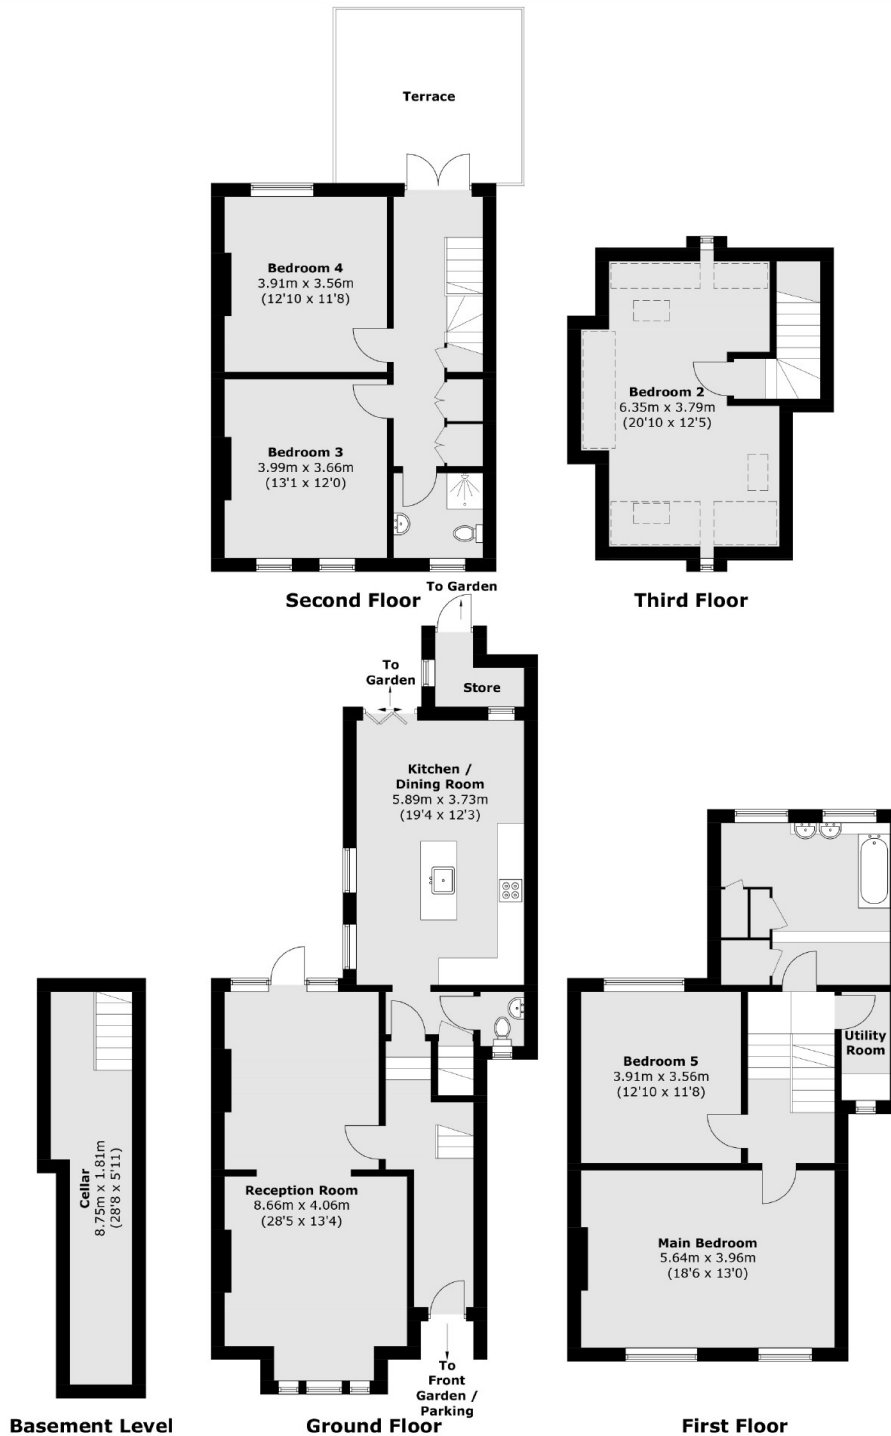 Terrace
Bedroom 4
3.91m x 3.56m
(12'10 x 11'8)
Bedroom 3
3.99m x 3.66m
(13'1 x 12'0)
Second Floor
Bedroom 2
6.35m x 3.79m
(20'10 x 12'5)
Third Floor
To Garden
To
Garden
Store
Kitchen /
Dining Room
5.89m x 3.73m
(19'4 x 12'3)
Reception Room
8.66m x 4.06m
(28'5 x 13'4)
To
Front
Garden /
Parking
Ground Floor
Cellar
8.75m x 1.81m
(28'8 x 5'11)
Basement Level
Utility
Room
Bedroom 5
3.91m x 3.56m
(12'10 x 11'8)
Main Bedroom
5.64m x 3.96m
(18'6 x 13'0)
First Floor